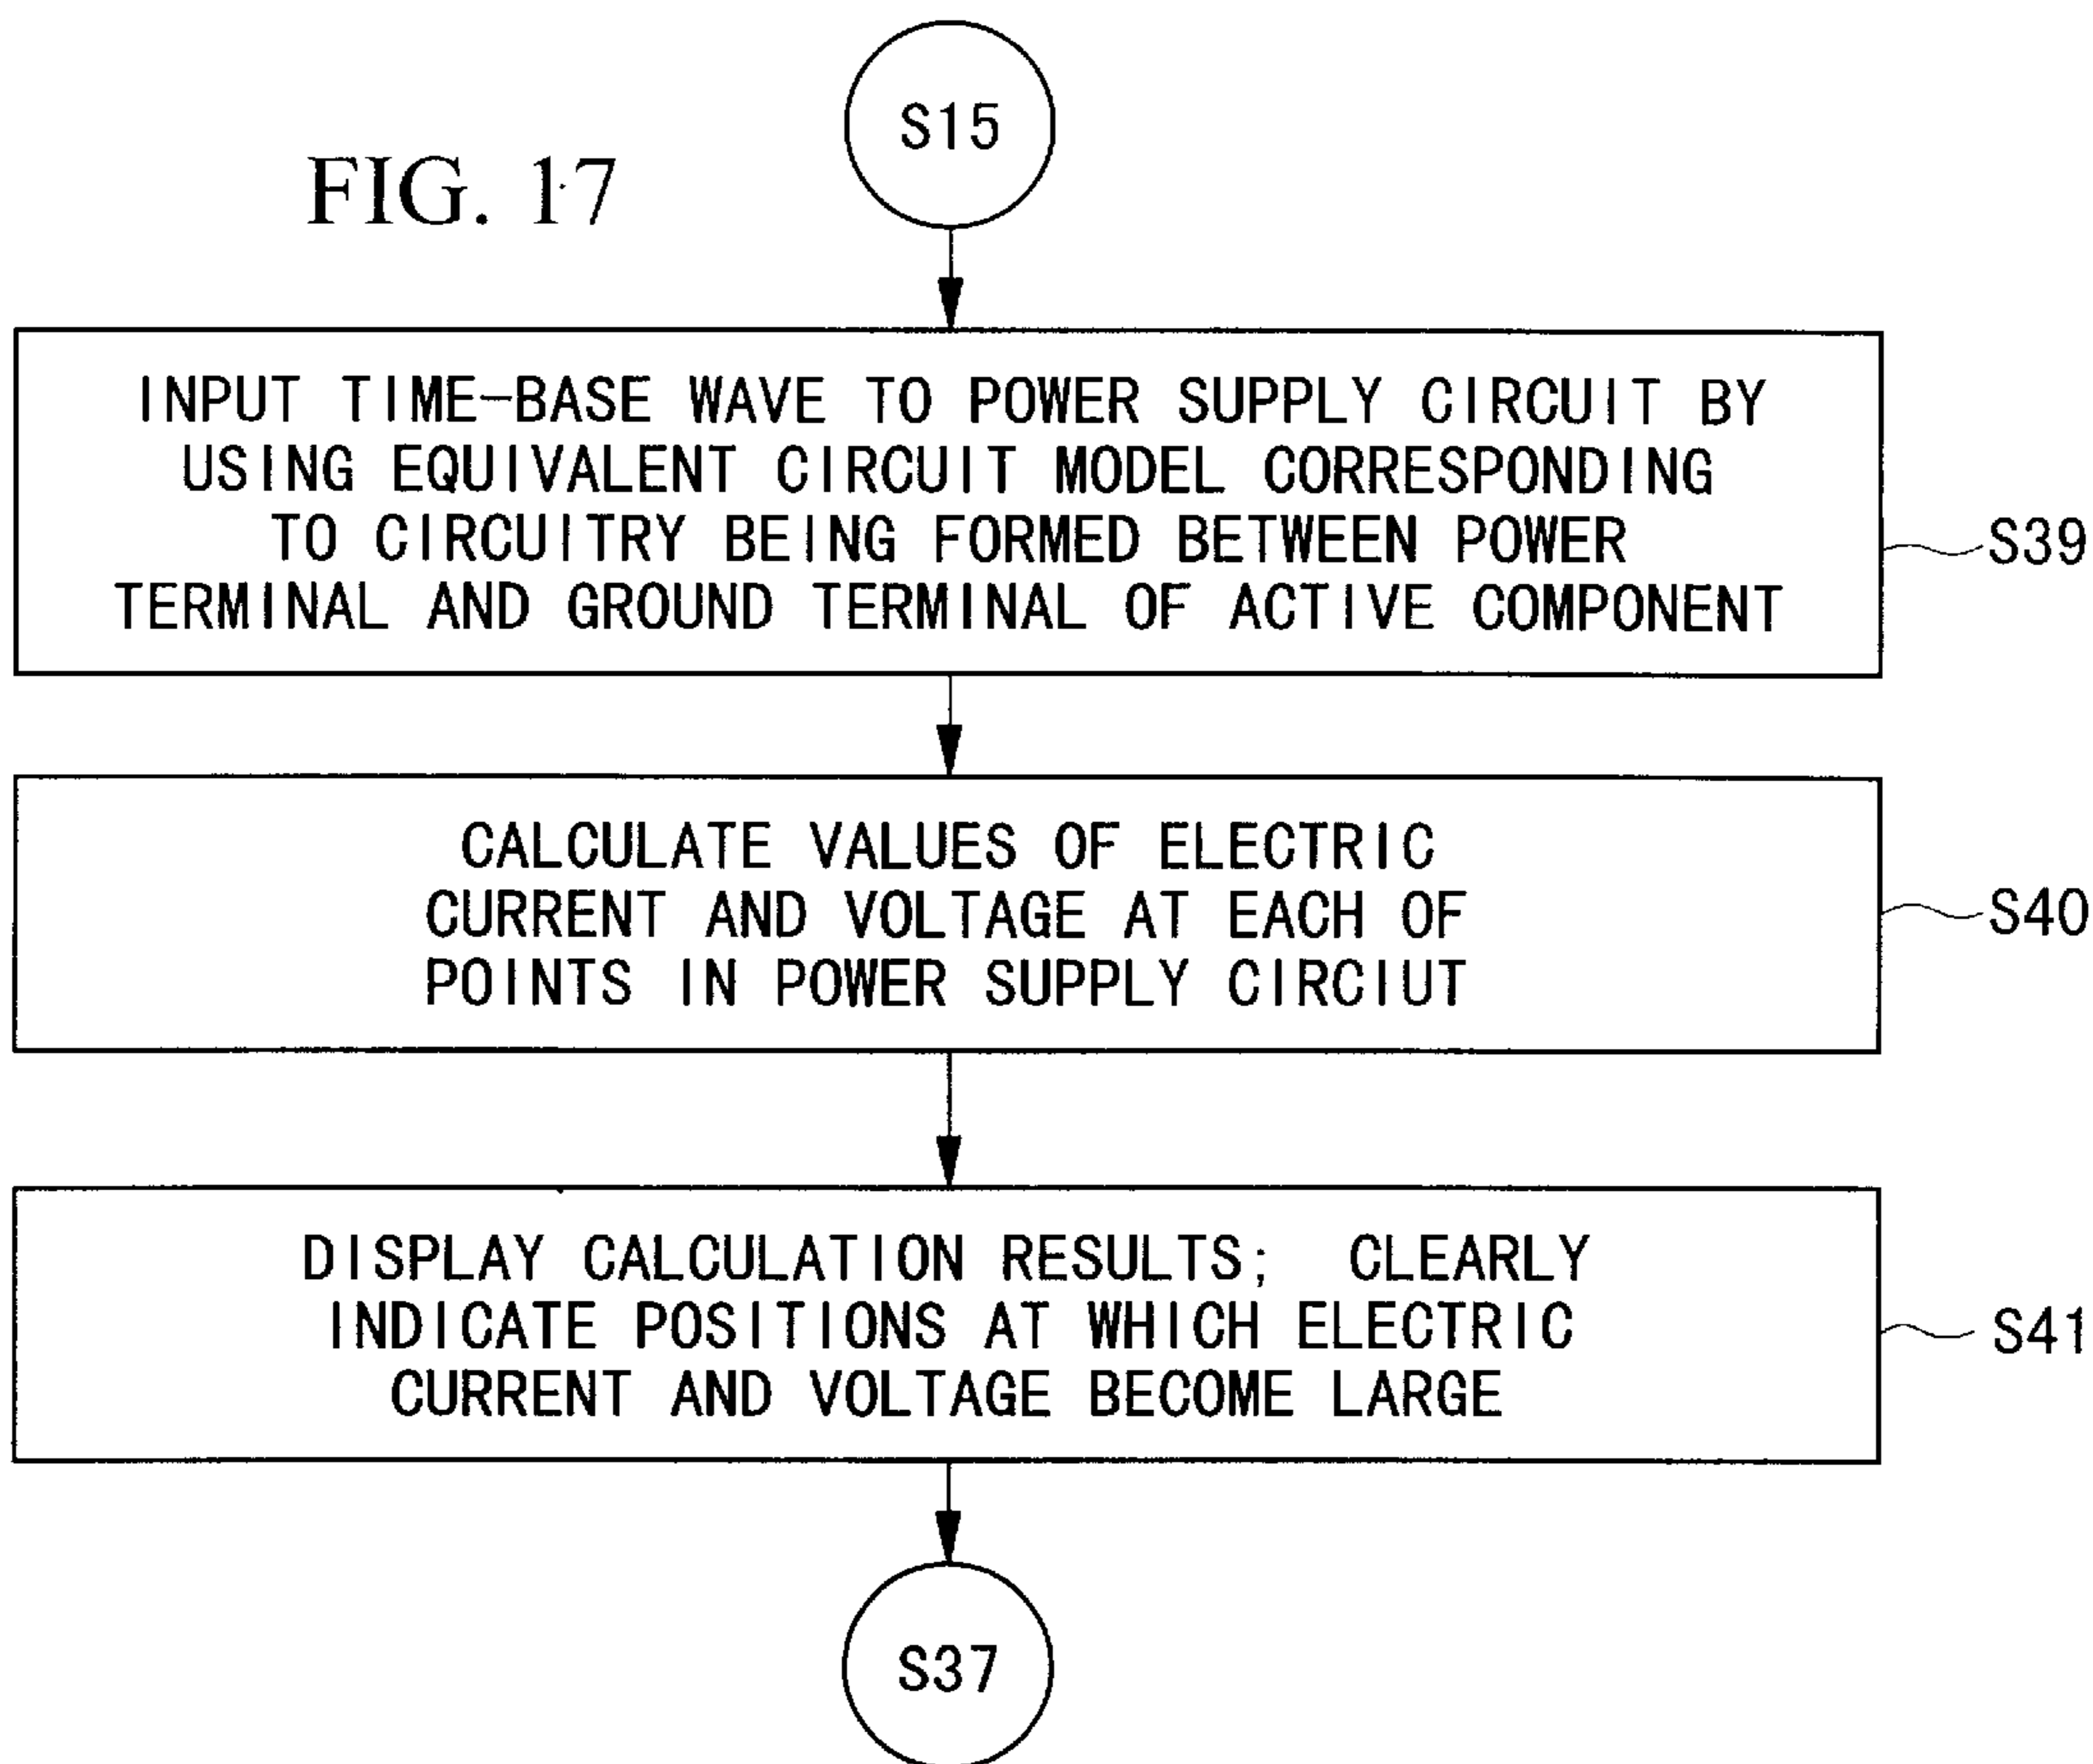 S15
FIG. 17
INPUT TIME-BASE WAVE TO POWER SUPPLY CIRCUIT BY
USING EQUIVALENT CIRCUIT MODEL CORRESPONDING
TO CIRCUITRY BEING FORMED BETWEEN POWER
TERMINAL AND GROUND TERMINAL OF ACTIVE COMPONENT
S39
CALCULATE VALUES OF ELECTRIC
CURRENT AND VOLTAGE AT EACH OF
POINTS IN POWER SUPPLY CIRCIUT
S40
DISPLAY CALCULATION RESULTS; CLEARLY
INDICATE POSITIONS AT WHICH ELECTRIC
CURRENT AND VOLTAGE BECOME LARGE
S41
S37